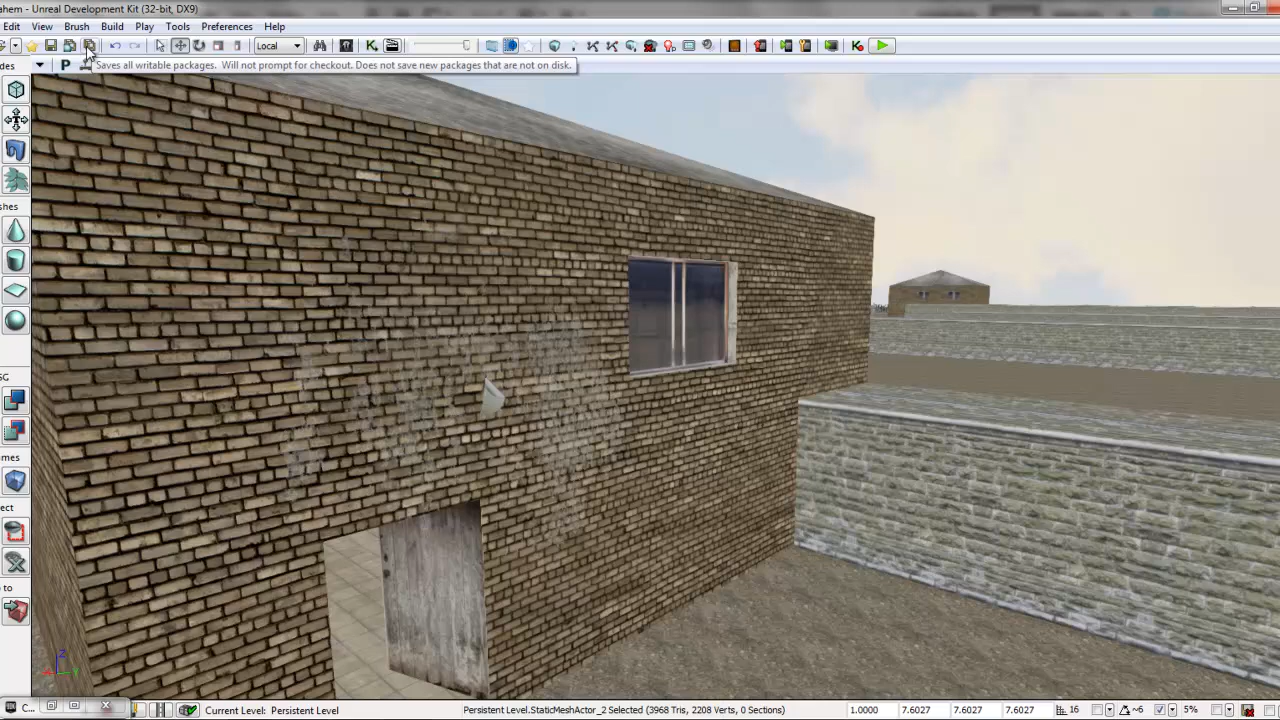 ahem - Unreal Development Kit (32-bit, DX9)
Edit View Brush Build Play Tools Preferences Help
Local
des P Saves all writable packages. Will not prompt for checkout. Does not save new packages that are not on disk.
shes
SG
mes
ect
to
Z
C... Current Level: Persistent Level Persistent Level.StaticMeshActor_2 Selected (3968 Tris, 2208 Verts, 0 Sections) 1.0000 7.6027 7.6027 7.6027 16 ~6 5%